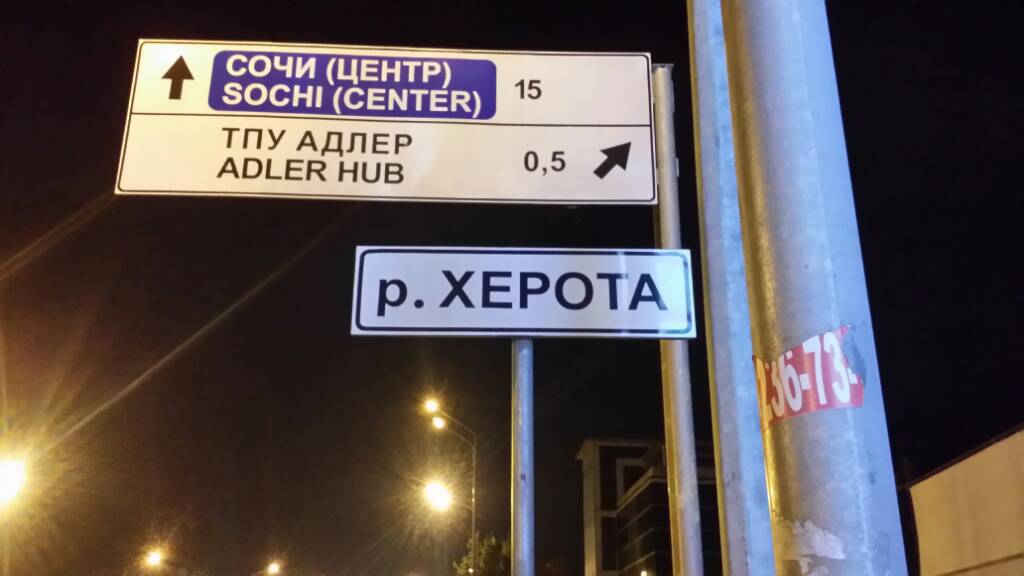 СОЧИ (ЦЕНТР)
SOCHI (CENTER)
15
ТПУ АДЛЕР
ADLER HUB
0,5
р. ХЕРОТА